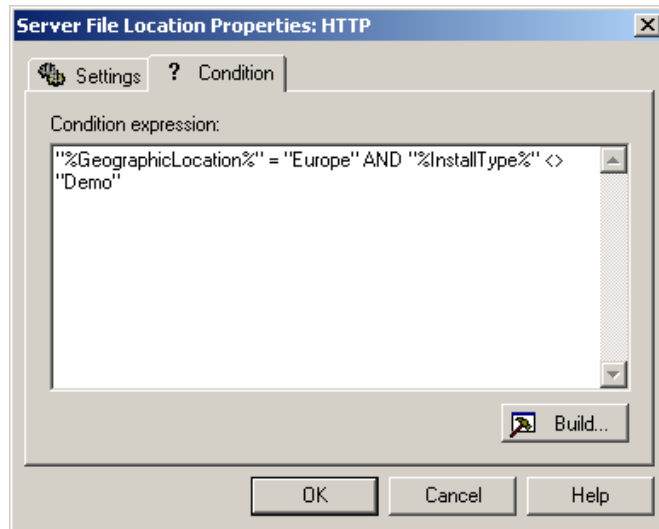 Server File Location Properties: HTTP
Settings
? Condition
Condition expression:
"%GeographicLocation%" = "Europe" AND "%InstallType%" <>
"Demo"
Build...
OK Cancel Help